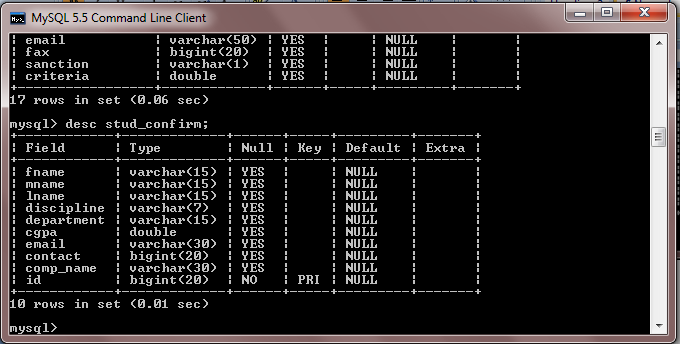 MySQL 5.5 Command Line Client
| email | varchar(50) | YES | | NULL | |
| fax | bigint(20) | YES | | NULL | |
| sanction | varchar(1) | YES | | NULL | |
| criteria | double | YES | | NULL | |
+------------------+-------------+------+-----+---------+-------+
17 rows in set (0.06 sec)
mysql> desc stud_confirm;
+------------+-------------+------+-----+---------+-------+
| Field | Type | Null | Key | Default | Extra |
+------------+-------------+------+-----+---------+-------+
| fname | varchar(15) | YES | | NULL | |
| mname | varchar(15) | YES | | NULL | |
| lname | varchar(15) | YES | | NULL | |
| discipline | varchar(7) | YES | | NULL | |
| department | varchar(15) | YES | | NULL | |
| cgpa | double | YES | | NULL | |
| email | varchar(30) | YES | | NULL | |
| contact | bigint(20) | YES | | NULL | |
| comp_name | varchar(30) | YES | | NULL | |
| id | bigint(20) | NO | PRI | NULL | |
+------------+-------------+------+-----+---------+-------+
10 rows in set (0.01 sec)
mysql>